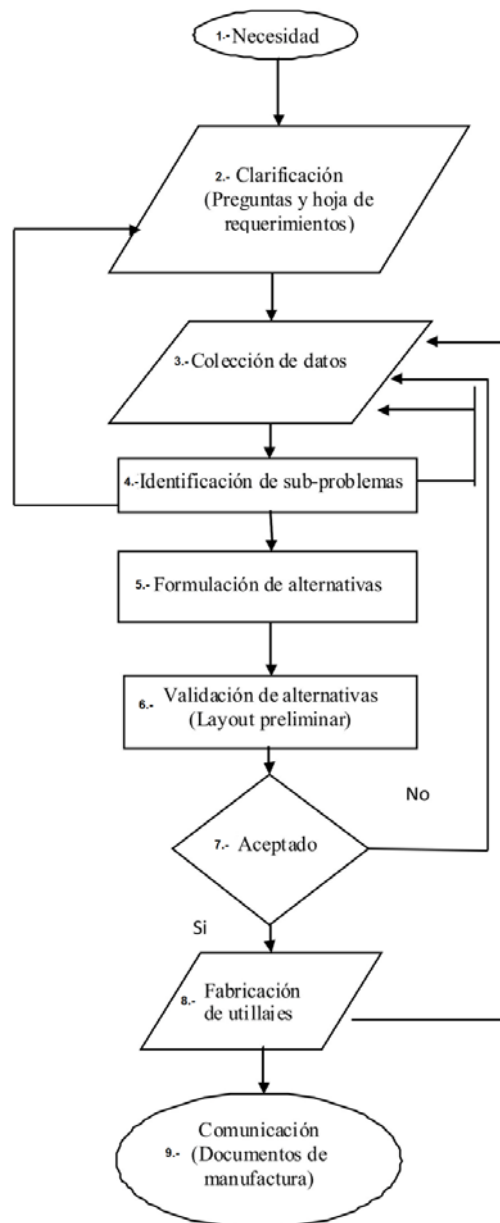 1.- Necesidad
2.- Clarificación
(Preguntas y hoja de
requerimientos)
3.- Colección de datos
4.-Identificación de sub-problemas
5.- Formulación de alternativas
6.- Validación de alternativas
(Layout preliminar)
No
7.- Aceptado
Si
8.- Fabricación
de utillajes
Comunicación
9.- (Documentos de
manufactura)